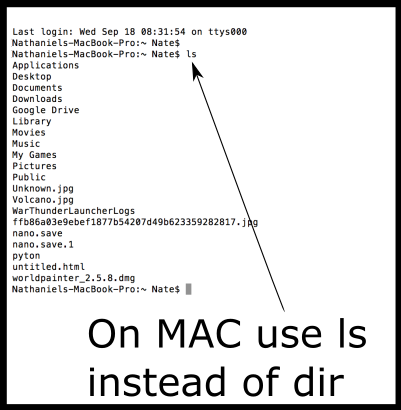 Last login: Wed Sep 18 08:31:54 on ttys000
Nathaniels-MacBook-Pro:~ Nate$
Nathaniels-MacBook-Pro:~ Nate$ ls
Applications
Desktop
Documents
Downloads
Google Drive
Library
Movies
Music
My Games
Pictures
Public
Unknown.jpg
Volcano.jpg
WarThunderLauncherLogs
ffb86a03e9ebef1877b54207d49b623359282817.jpg
nano.save
nano.save.1
pyton
untitled.html
worldpainter_2.5.8.dmg
Nathaniels-MacBook-Pro:~ Nate$
On MAC use ls
instead of dir